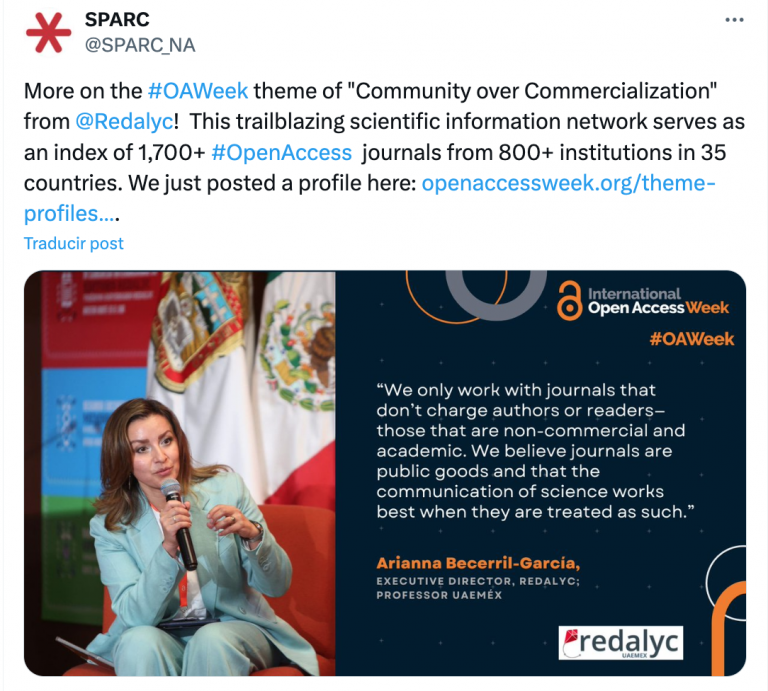 SPARC
@SPARC_NA
More on the #OAWeek theme of "Community over Commercialization"
from @Redalyc!  This trailblazing scientific information network serves as
an index of 1,700+ #OpenAccess  journals from 800+ institutions in 35
countries. We just posted a profile here: openaccessweek.org/theme-
profiles….
Traducir post
International
Open Access Week
#OAWeek
“We only work with journals that
don’t charge authors or readers—
those that are non-commercial and
academic. We believe journals are
public goods and that the
communication of science works
best when they are treated as such.”
Arianna Becerril-García,
EXECUTIVE DIRECTOR, REDALYC;
PROFESSOR UAEMÉX
redalyc
UAEMEX